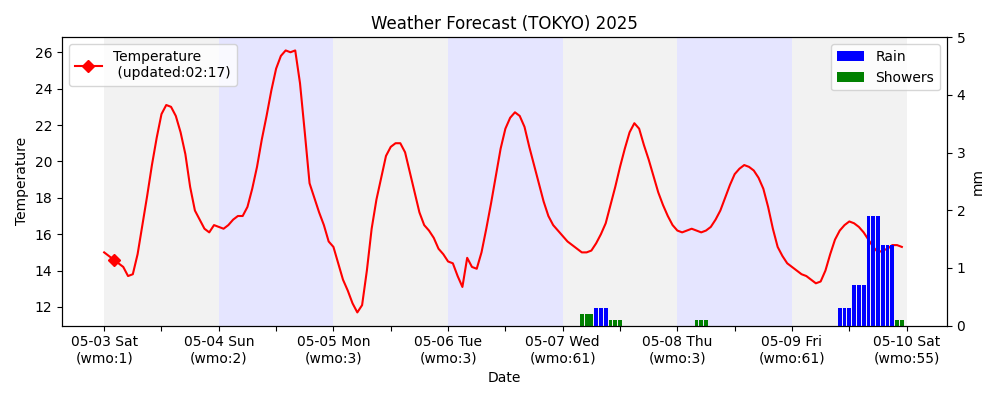 Weather Forecast (TOKYO) 2025
Temperature
(updated:02:17)
Rain
Showers
Temperature
26
24
22
20
18
16
14
12
5
4
3
2
1
0
mm
05-03 Sat
(wmo:1)
05-04 Sun
(wmo:2)
05-05 Mon
(wmo:3)
05-06 Tue
(wmo:3)
05-07 Wed
(wmo:61)
05-08 Thu
(wmo:3)
05-09 Fri
(wmo:61)
05-10 Sat
(wmo:55)
Date